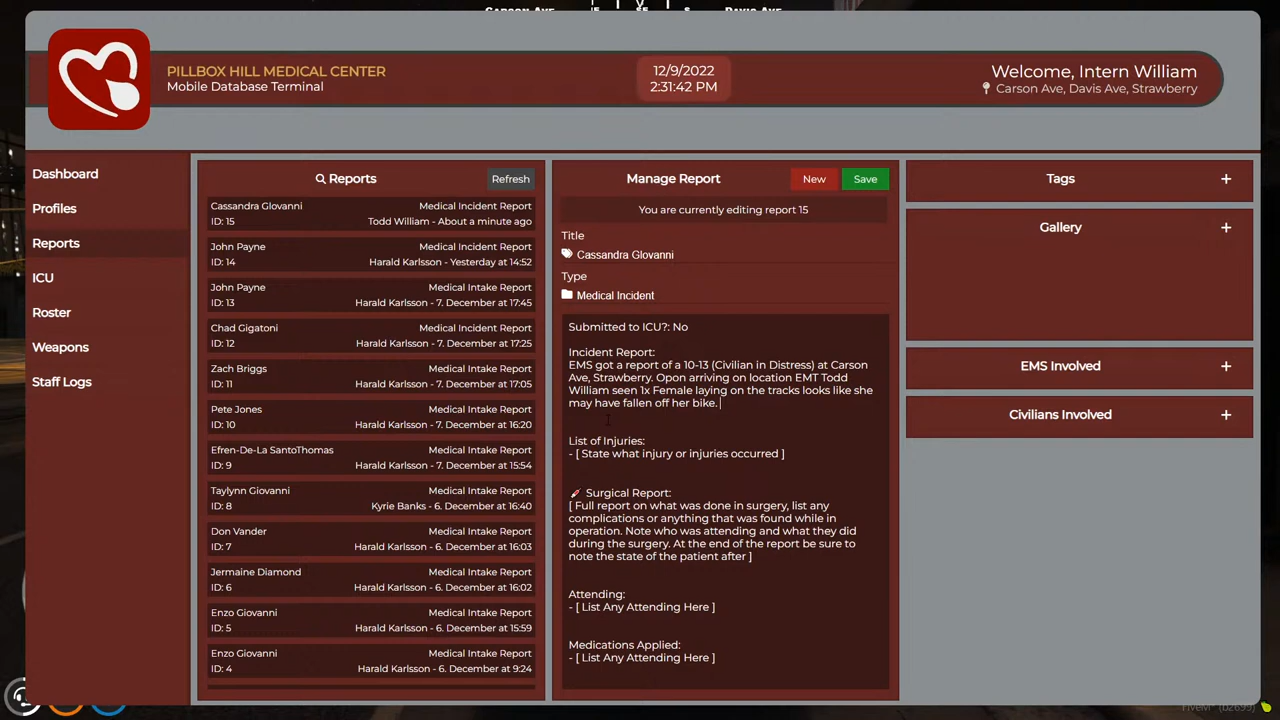 CARSON AVE DAVIS AVE
PILLBOX HILL MEDICAL CENTER
Mobile Database Terminal
12/9/2022
2:31:42 PM
Welcome, Intern William
Carson Ave, Davis Ave, Strawberry
Dashboard
Profiles
Reports
ICU
Roster
Weapons
Staff Logs
Reports
Refresh
Cassandra GIovanni Medical Incident Report
ID: 15 Todd William - About a minute ago
John Payne Medical Incident Report
ID: 14 Harald Karlsson - Yesterday at 14:52
John Payne Medical Incident Report
ID: 13 Harald Karlsson - 7. December at 17:45
Chad Gigatoni Medical Incident Report
ID: 12 Harald Karlsson - 7. December at 17:25
Zach Briggs Medical Intake Report
ID: 11 Harald Karlsson - 7. December at 17:05
Pete Jones Medical Intake Report
ID: 10 Harald Karlsson - 7. December at 16:20
Efren-De-La SantoThomas Medical Intake Report
ID: 9 Harald Karlsson - 7. December at 15:54
Taylynn Giovanni Medical Intake Report
ID: 8 Kyrie Banks - 6. December at 16:40
Don Vander Medical Intake Report
ID: 7 Harald Karlsson - 6. December at 16:03
Jermaine Diamond Medical Intake Report
ID: 6 Harald Karlsson - 6. December at 16:02
Enzo Giovanni Medical Intake Report
ID: 5 Harald Karlsson - 6. December at 15:59
Enzo Giovanni Medical Intake Report
ID: 4 Harald Karlsson - 6. December at 9:24
Manage Report
New
Save
You are currently editing report 15
Title
Cassandra GIovanni
Type
Medical Incident
Submitted to ICU?: No
Incident Report:
EMS got a report of a 10-13 (Civilian in Distress) at Carson
Ave, Strawberry. Opon arriving on location EMT Todd
William seen 1x Female laying on the tracks looks like she
may have fallen off her bike.
List of Injuries:
- [ State what injury or injuries occurred ]
Surgical Report:
[ Full report on what was done in surgery, list any
complications or anything that was found while in
operation. Note who was attending and what they did
during the surgery. At the end of the report be sure to
note the state of the patient after ]
Attending:
- [ List Any Attending Here ]
Medications Applied:
- [ List Any Attending Here ]
Tags +
Gallery +
EMS Involved +
Civilians Involved +
FiveM® (b2699)